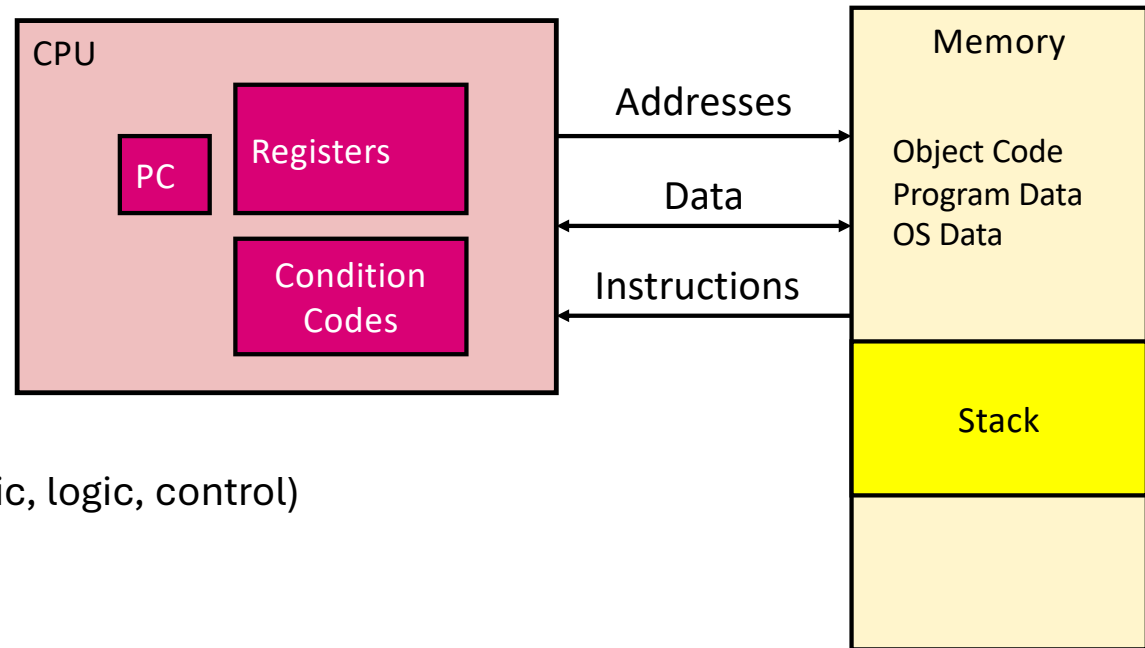 CPU
PC
Registers
Condition
Codes
Addresses
Data
Instructions
Memory
Object Code
Program Data
OS Data
Stack
ic, logic, control)